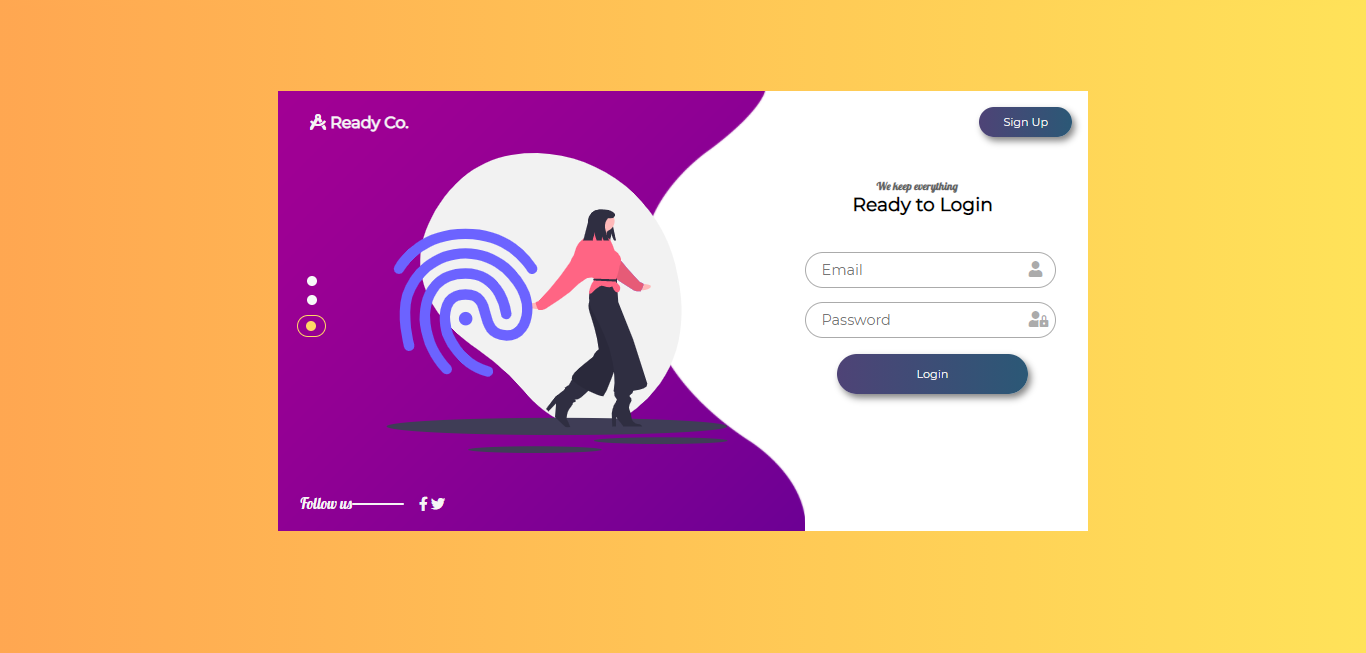 Ready Co.
Sign Up
We keep everything
Ready to Login
Email
Password
Login
Follow us